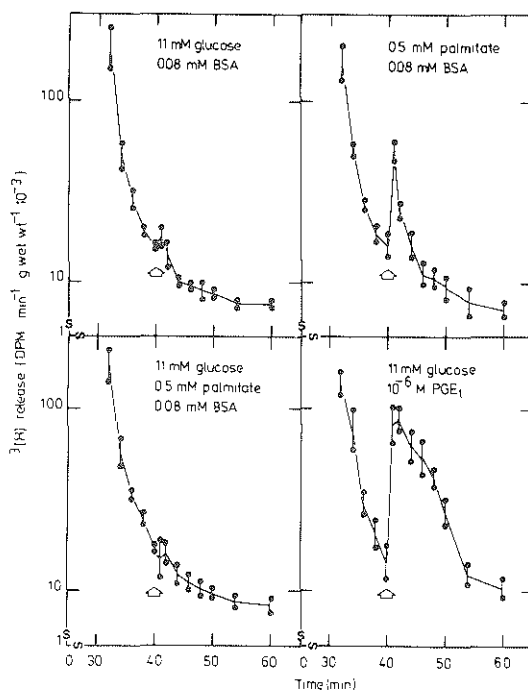 11 mM glucose
0.08 mM BSA
0.5 mM palmitate
0.08 mM BSA
100
10
1
S
S
11 mM glucose
0.5 mM palmitate
0.08 mM BSA
11 mM glucose
10⁻⁶ M PGE₁
100
10
1
S
S
0 30 40 50 60
0 30 40 50 60
Time (min)
³[H] release (DPM min⁻¹ g wet wt⁻¹ 10⁻³)